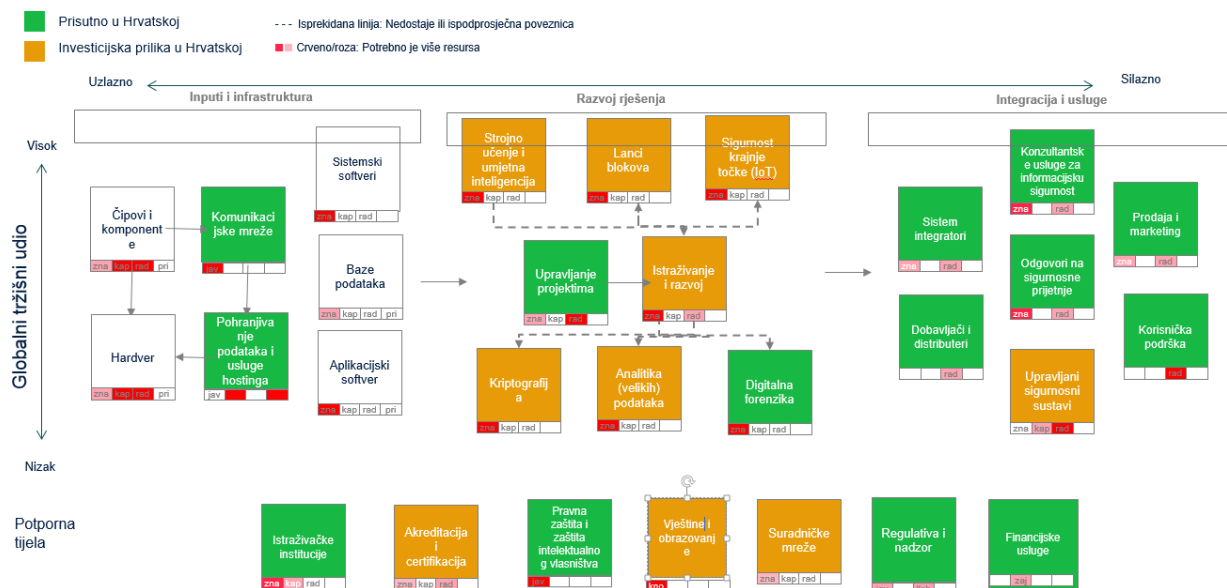 Prisutno u Hrvatskoj
--- Isprekidana linija: Nedostaje ili ispodprosječna poveznica
Investicijska prilika u Hrvatskoj
Crveno/roza: Potrebno je više resursa
Uzlazno
Silazno
Inputi i infrastruktura
Razvoj rješenja
Integracija i usluge
Globalni tržišni udio
Visok
Nizak
Čipovi i
komponent
e
zna kap rad pri
Komunikaci
jske mreže
jav
Sistemski
softveri
zna kap rad
Baze
podataka
zna kap rad pri
Hardver
zna kap rad pri
Pohranjiva
nje
podataka i
usluge
hostinga
jav
Aplikacijski
softver
zna kap rad pri
Strojno
učenje i
umjetna
inteligencija
zna kap rad
Lanci
blokova
zna kap rad
Sigurnost
krajnje
točke (IoT)
zna kap rad
Upravljanje
projektima
zna kap rad
Istraživanje
i razvoj
zna kap rad
Kriptografij
a
zna kap rad
Analitika
(velikih)
podataka
zna kap rad
Digitalna
forenzika
zna kap rad
Sistem
integratori
zna rad
Konzultantsk
e usluge za
informacijsku
sigurnost
zna rad
Prodaja i
marketing
zna rad
Odgovori na
sigurnosne
prijetnje
zna rad
Dobavljači i
distributeri
rad
Upravljani
sigurnosni
sustavi
zna kap rad
Korisnička
podrška
rad
Potporna
tijela
Istraživačke
institucije
zna kap rad
Akreditacija
i
certifikacija
zna kap rad
Pravna
zaštita i
zaštita
intelektualno
g vlasništva
jav
Vještine i
obrazovanj
e
kno
Suradničke
mreže
zna kap rad
Regulativa i
nadzor
Financijske
usluge
zaj